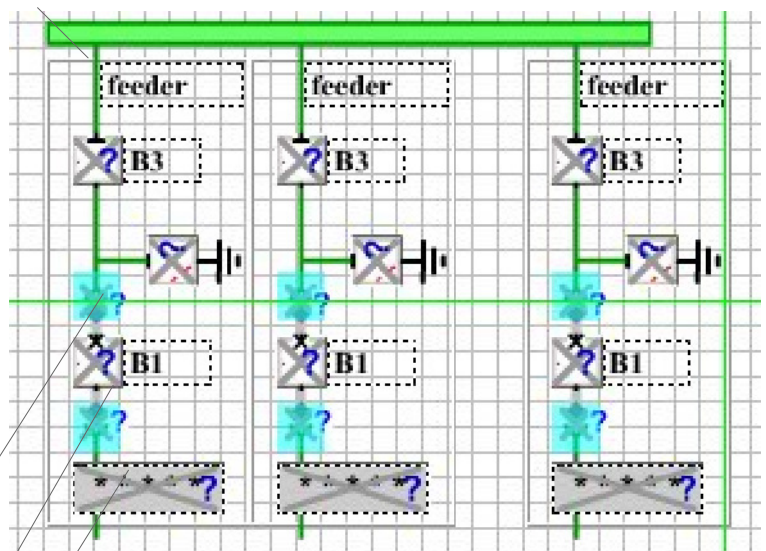 feeder feeder feeder
? B3 ? B3 ? B3
? ? ?
? ? ?
? B1 ? B1 ? B1
? ? ?
* * * ? * * * ? * * * ?